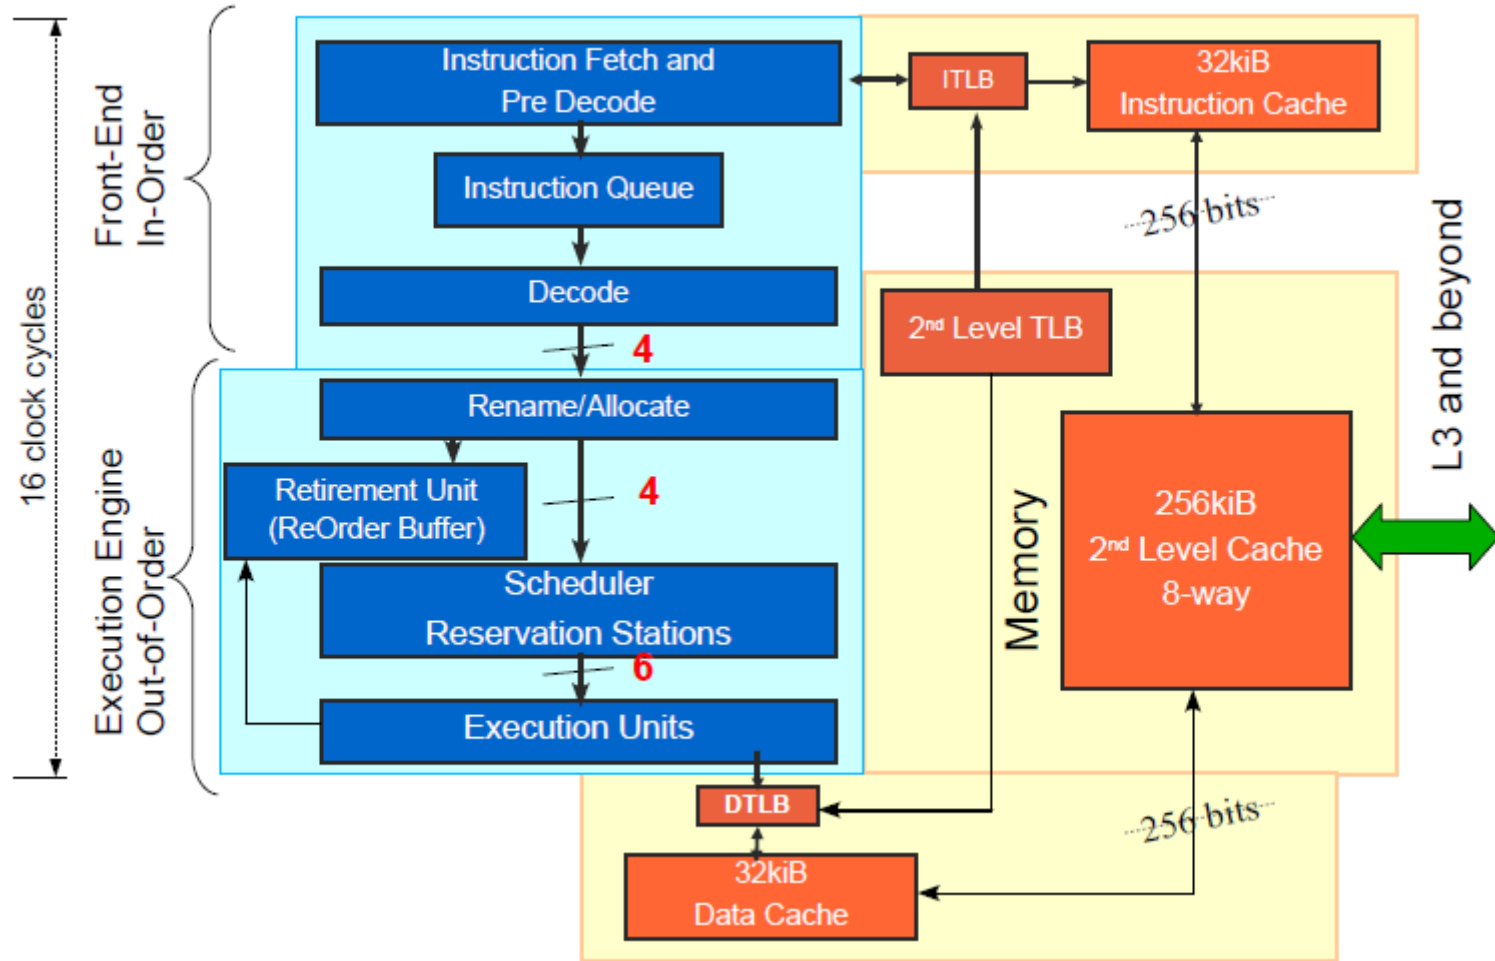 16 clock cycles
Front-End
In-Order
Instruction Fetch and
Pre Decode
ITLB
32kiB
Instruction Cache
Instruction Queue
256 bits
Decode
2nd Level TLB
4
L3 and beyond
Execution Engine
Out-of-Order
Rename/Allocate
Retirement Unit
(ReOrder Buffer)
4
Memory
256kiB
2nd Level Cache
8-way
Scheduler
Reservation Stations
6
Execution Units
DTLB
256 bits
32kiB
Data Cache